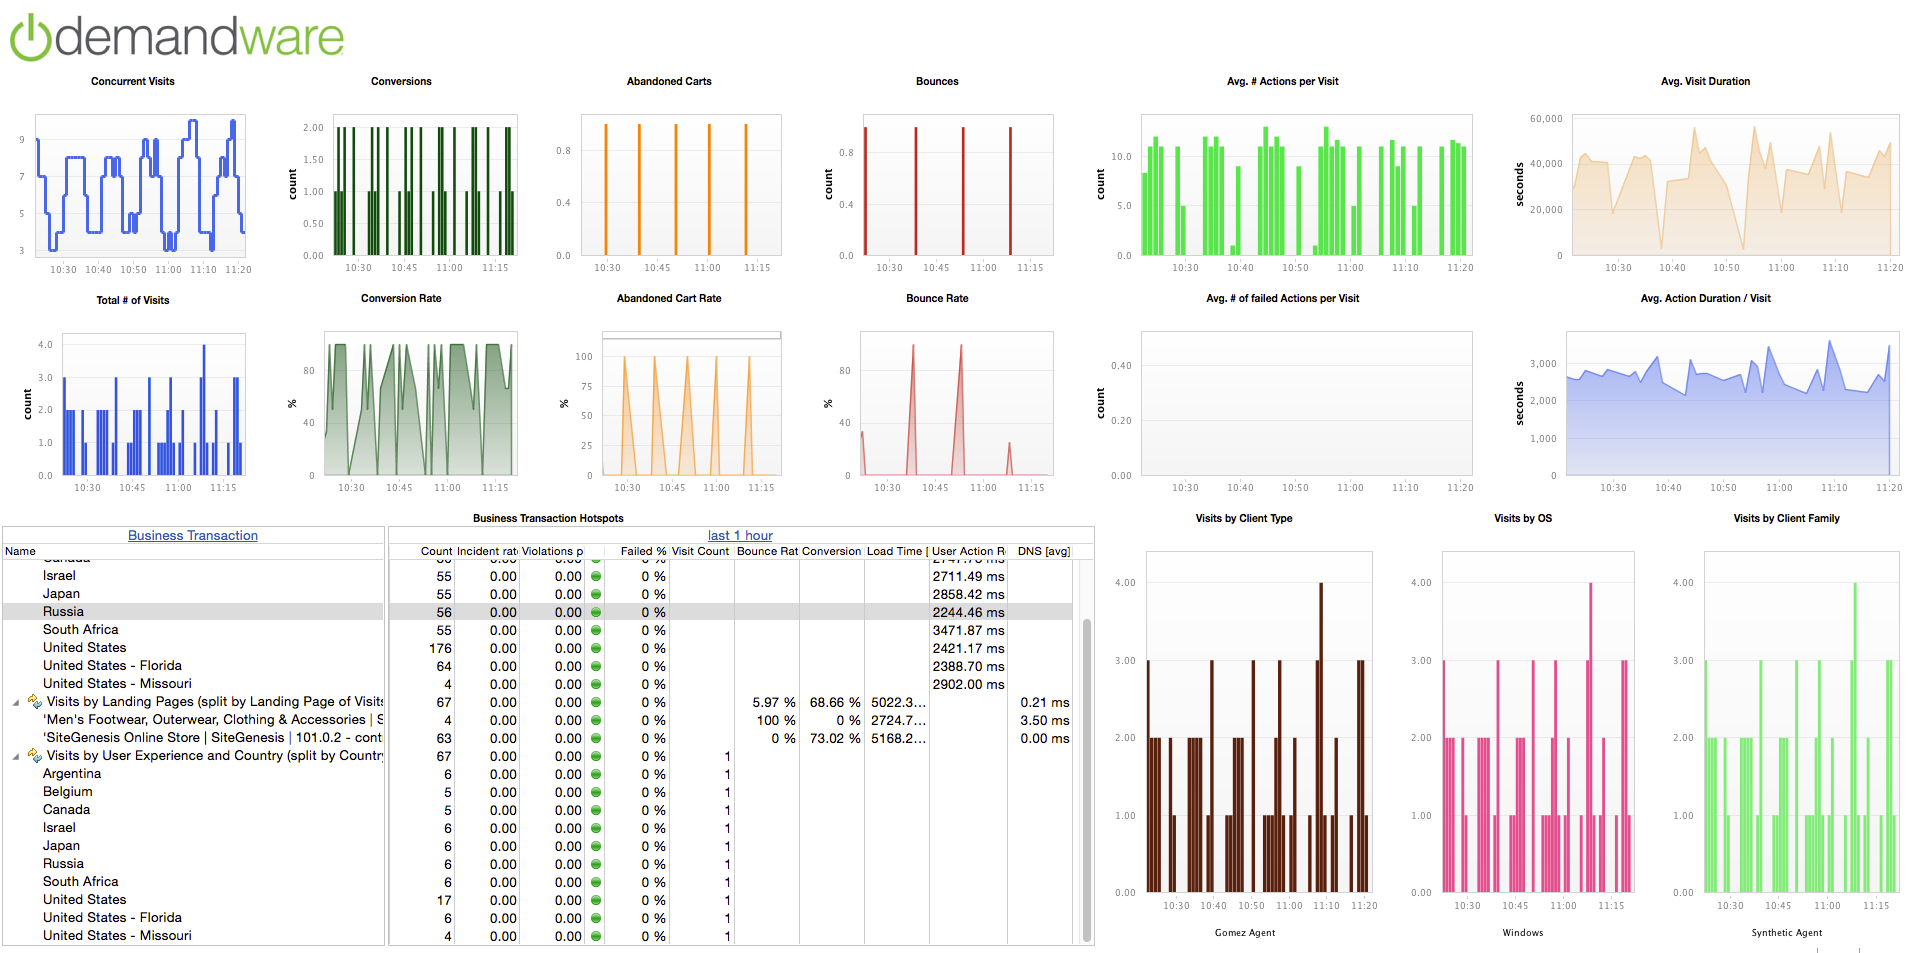 demandware
Concurrent Visits
9
7
5
3
10:30 10:40 10:50 11:00 11:10 11:20
Conversions
count
2.00
1.50
1.00
0.50
0.00
10:30 10:45 11:00 11:15
Abandoned Carts
0.8
0.4
0.0
10:30 10:45 11:00 11:15
Bounces
count
0.8
0.4
0.0
10:30 10:45 11:00 11:15
Avg. # Actions per Visit
count
10.0
5.0
0.0
10:30 10:40 10:50 11:00 11:10 11:20
Avg. Visit Duration
seconds
60,000
40,000
20,000
0
10:30 10:40 10:50 11:00 11:10 11:20
Total # of Visits
count
4.0
3.0
2.0
1.0
0.0
10:30 10:45 11:00 11:15
Conversion Rate
%
80
40
0
10:30 10:45 11:00 11:15
Abandoned Cart Rate
%
100
75
50
25
0
10:30 10:45 11:00 11:15
Bounce Rate
%
80
40
0
10:30 10:45 11:00 11:15
Avg. # of failed Actions per Visit
count
0.40
0.20
0.00
10:30 10:40 10:50 11:00 11:10 11:20
Avg. Action Duration / Visit
seconds
3,000
2,000
1,000
0
10:30 10:40 10:50 11:00 11:10 11:20
Business Transaction Hotspots
Business Transaction last 1 hour
Name Count Incident rat Violations p Failed % Visit Count Bounce Rat Conversion Load Time [ User Action R DNS [avg]
Israel 55 0.00 0.00 0 % 2711.49 ms
Japan 55 0.00 0.00 0 % 2858.42 ms
Russia 56 0.00 0.00 0 % 2244.46 ms
South Africa 55 0.00 0.00 0 % 3471.87 ms
United States 176 0.00 0.00 0 % 2421.17 ms
United States - Florida 64 0.00 0.00 0 % 2388.70 ms
United States - Missouri 4 0.00 0.00 0 % 2902.00 ms
Visits by Landing Pages (split by Landing Page of Visits 67 0.00 0.00 0 % 5.97 % 68.66 % 5022.3... 0.21 ms
'Men's Footwear, Outerwear, Clothing & Accessories | S 4 0.00 0.00 0 % 100 % 0 % 2724.7... 3.50 ms
'SiteGenesis Online Store | SiteGenesis | 101.0.2 - cont 63 0.00 0.00 0 % 0 % 73.02 % 5168.2... 0.00 ms
Visits by User Experience and Country (split by Country 67 0.00 0.00 0 % 1
Argentina 6 0.00 0.00 0 % 1
Belgium 5 0.00 0.00 0 % 1
Canada 5 0.00 0.00 0 % 1
Israel 6 0.00 0.00 0 % 1
Japan 6 0.00 0.00 0 % 1
Russia 6 0.00 0.00 0 % 1
South Africa 6 0.00 0.00 0 % 1
United States 17 0.00 0.00 0 % 1
United States - Florida 6 0.00 0.00 0 % 1
United States - Missouri 4 0.00 0.00 0 % 1
Visits by Client Type
4.00
3.00
2.00
1.00
0.00
10:30 10:40 10:50 11:00 11:10 11:20
Gomez Agent
Visits by OS
4.00
3.00
2.00
1.00
0.00
10:30 10:45 11:00 11:15
Windows
Visits by Client Family
4.00
3.00
2.00
1.00
0.00
10:30 10:45 11:00 11:15
Synthetic Agent